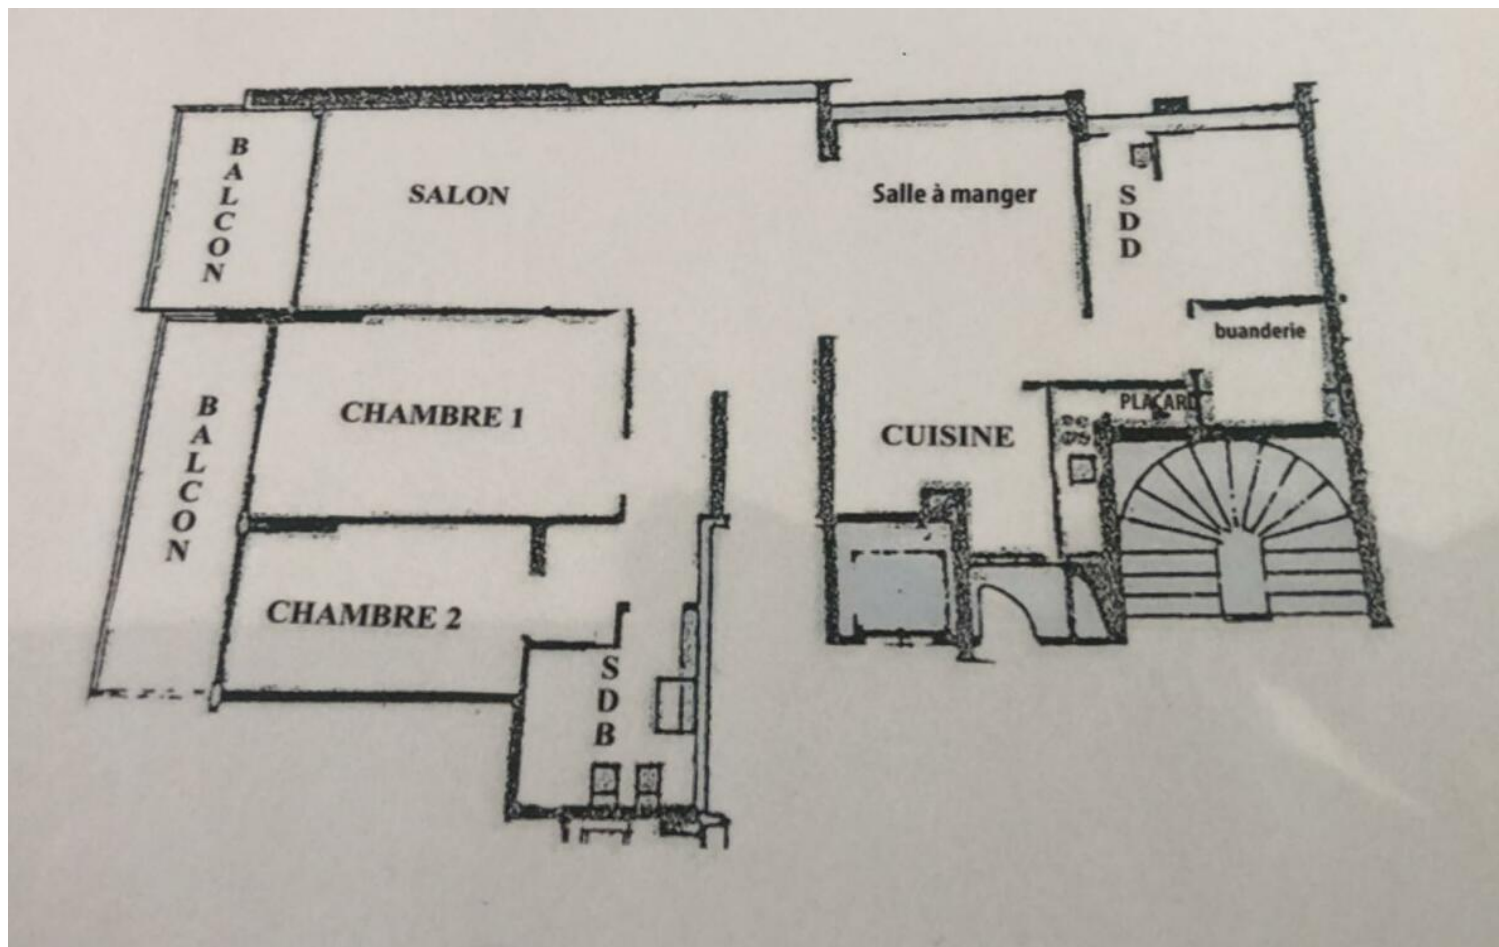 BALCON
SALON
Salle à manger
SDD
buanderie
BALCON
CHAMBRE 1
PLACARD
CUISINE
CHAMBRE 2
SDB